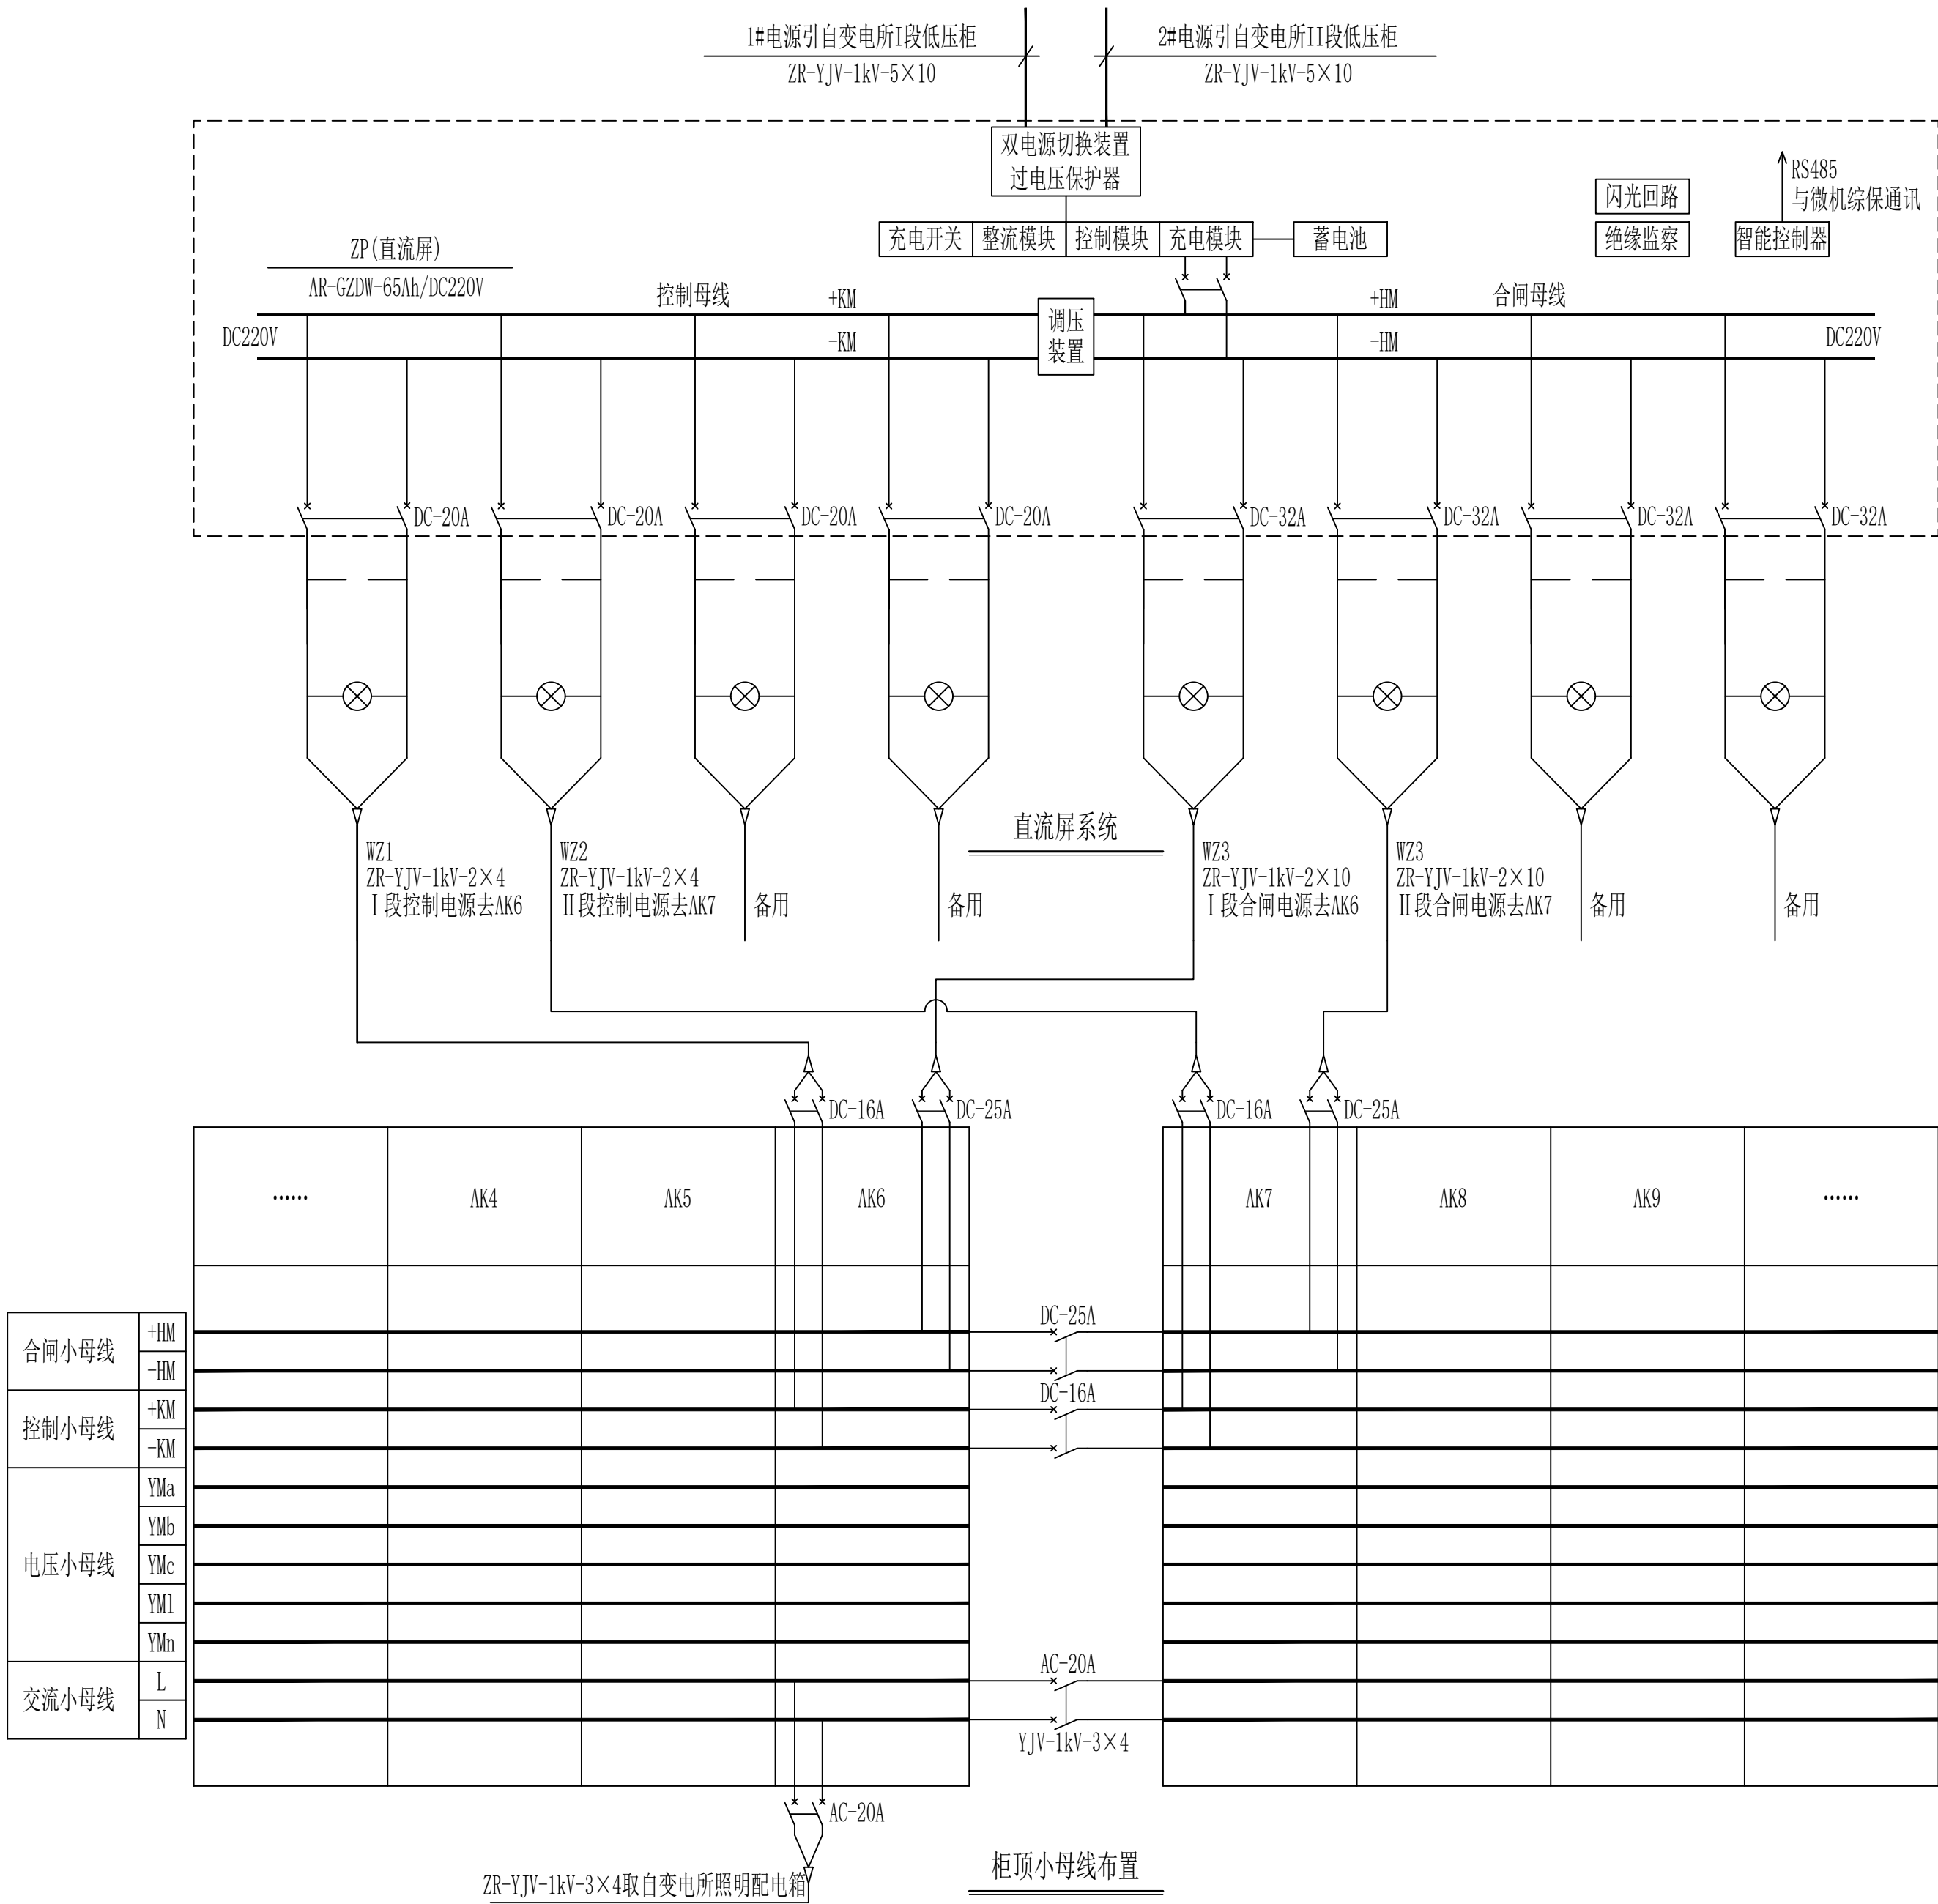 1#电源引自变电所I段低压柜
ZR-YJV-1kV-5×10
2#电源引自变电所II段低压柜
ZR-YJV-1kV-5×10
双电源切换装置
过电压保护器
RS485
与微机综保通讯
闪光回路
充电开关
整流模块
控制模块
充电模块
蓄电池
绝缘监察
智能控制器
ZP(直流屏)
AR-GZDW-65Ah/DC220V
控制母线
+KM
+HM
合闸母线
调压
装置
DC220V
-KM
-HM
DC220V
DC-20A
DC-20A
DC-20A
DC-20A
DC-32A
DC-32A
DC-32A
DC-32A
直流屏系统
WZ1
ZR-YJV-1kV-2×4
Ⅰ段控制电源去AK6
WZ2
ZR-YJV-1kV-2×4
Ⅱ段控制电源去AK7
备用
备用
WZ3
ZR-YJV-1kV-2×10
Ⅰ段合闸电源去AK6
WZ3
ZR-YJV-1kV-2×10
Ⅱ段合闸电源去AK7
备用
备用
DC-16A
DC-25A
DC-16A
DC-25A
······
AK4
AK5
AK6
AK7
AK8
AK9
······
合闸小母线
+HM
-HM
DC-25A
控制小母线
+KM
-KM
DC-16A
电压小母线
YMa
YMb
YMc
YMl
YMn
交流小母线
L
N
AC-20A
YJV-1kV-3×4
AC-20A
ZR-YJV-1kV-3×4取自变电所照明配电箱
柜顶小母线布置